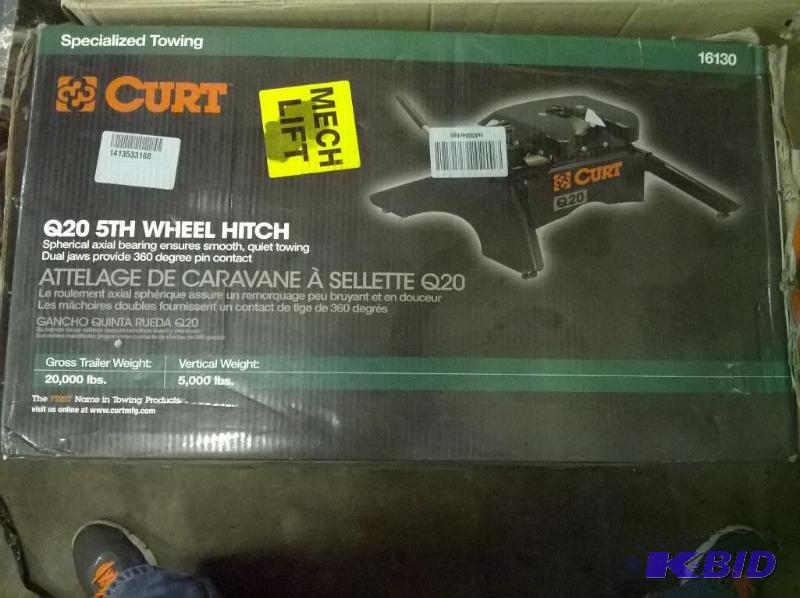 Specialized Towing
16130
CURT
MECH
LIFT
1413533168
CURT
Q20
Q20 5TH WHEEL HITCH
Spherical axial bearing ensures smooth, quiet towing
Dual jaws provide 360 degree pin contact
ATTELAGE DE CARAVANE À SELLETTE Q20
Le roulement axial sphérique assure un remorquage peu bruyant et en douceur
Les mâchoires doubles fournissent un contact de tige de 360 degrés
GANCHO QUINTA RUEDA Q20
Gross Trailer Weight:
Vertical Weight:
20,000 lbs.
5,000 lbs.
The FIRST Name in Towing Products
visit us online at www.curtmfg.com
K-BID